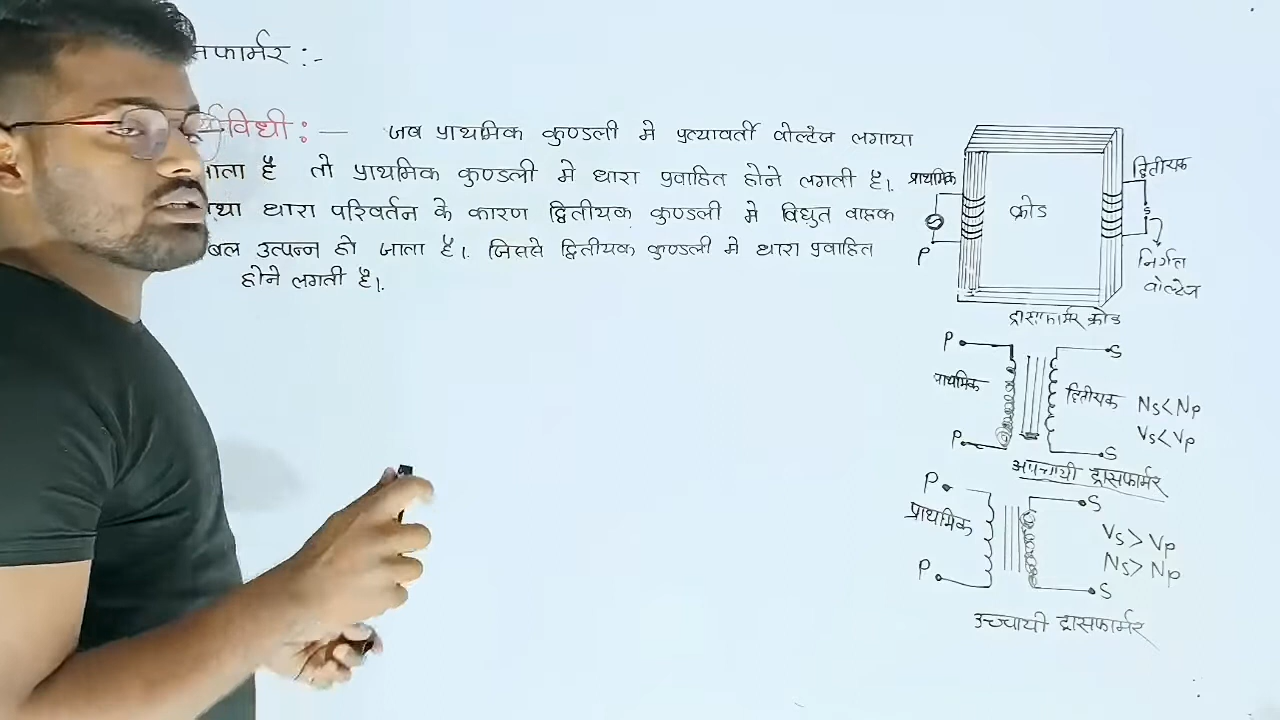 सफार्मर :-
विधी : — जब प्राथमिक कुण्डली मे प्रत्यावर्ती वोल्टेज लगाया
जाता है तो प्राथमिक कुण्डली मे धारा प्रवाहित होने लगती है।
तथा धारा परिवर्तन के कारण द्वितीयक कुण्डली मे विद्युत वाहक
बल उत्पन्न हो जाता है। जिससे द्वितीयक कुण्डली मे धारा प्रवाहित
होने लगती है।
प्राथमिक
द्वितीयक
क्रोड
P
S
निर्गत
वोल्टेज
ट्रासफार्मर क्रोड
P S
प्राथमिक द्वितीयक Ns<Np
Vs<Vp
P S
अपचायी ट्रासफार्मर
P S
प्राथमिक Vs>Vp
Ns>Np
P S
उच्चायी ट्रासफार्मर